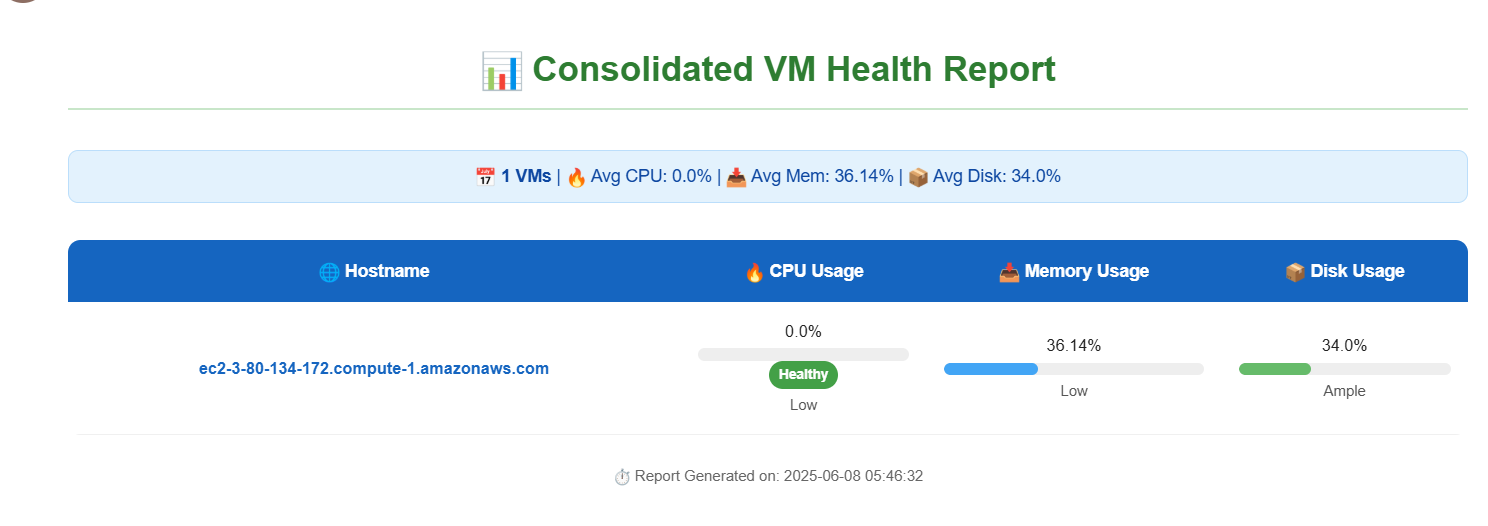 📊 Consolidated VM Health Report
📅 1 VMs | 🔥 Avg CPU: 0.0% | 📥 Avg Mem: 36.14% | 📦 Avg Disk: 34.0%
🌐 Hostname 🔥 CPU Usage 📥 Memory Usage 📦 Disk Usage
ec2-3-80-134-172.compute-1.amazonaws.com
0.0%
Healthy
Low
36.14%
Low
34.0%
Ample
⏱️ Report Generated on: 2025-06-08 05:46:32